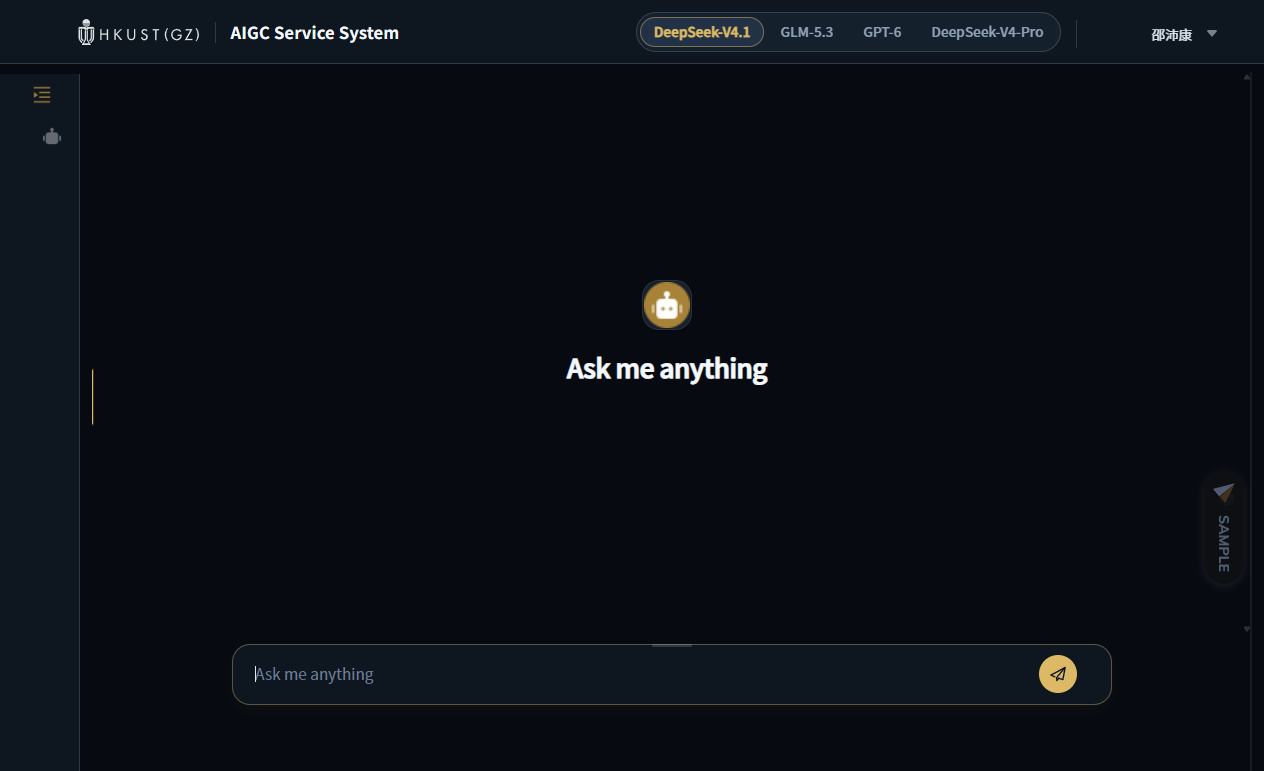 HKUST(GZ)
AIGC Service System
DeepSeek-V4.1
GLM-5.3
GPT-6
DeepSeek-V4-Pro
邵沛康
Ask me anything
SAMPLE
Ask me anything